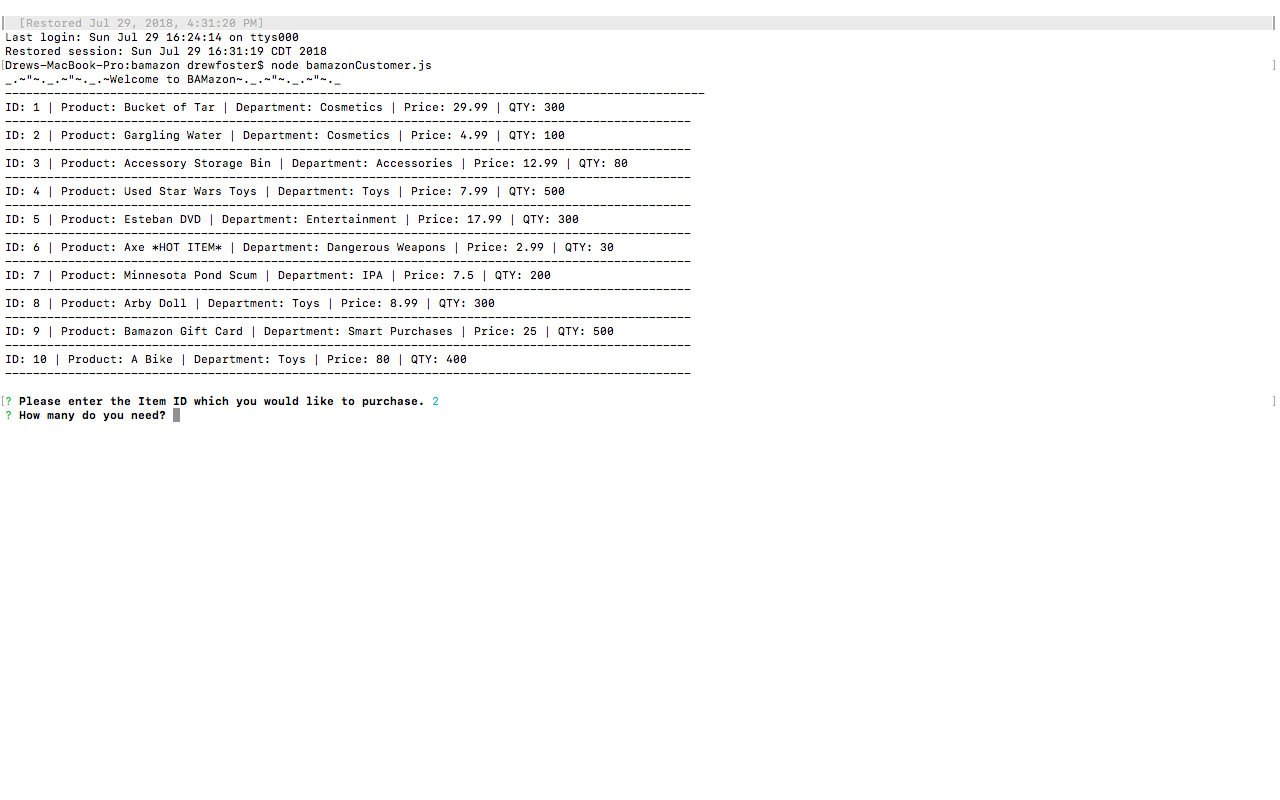 [Restored Jul 29, 2018, 4:31:20 PM]
Last login: Sun Jul 29 16:24:14 on ttys000
Restored session: Sun Jul 29 16:31:19 CDT 2018
[Drews-MacBook-Pro:bamazon drewfoster$ node bamazonCustomer.js ]
_.~"~._.~"~._.~Welcome to BAMazon~._.~"~._.~"~._
----------------------------------------------------------------------------------------------------
ID: 1 | Product: Bucket of Tar | Department: Cosmetics | Price: 29.99 | QTY: 300
--------------------------------------------------------------------------------------------------
ID: 2 | Product: Gargling Water | Department: Cosmetics | Price: 4.99 | QTY: 100
--------------------------------------------------------------------------------------------------
ID: 3 | Product: Accessory Storage Bin | Department: Accessories | Price: 12.99 | QTY: 80
--------------------------------------------------------------------------------------------------
ID: 4 | Product: Used Star Wars Toys | Department: Toys | Price: 7.99 | QTY: 500
--------------------------------------------------------------------------------------------------
ID: 5 | Product: Esteban DVD | Department: Entertainment | Price: 17.99 | QTY: 300
--------------------------------------------------------------------------------------------------
ID: 6 | Product: Axe *HOT ITEM* | Department: Dangerous Weapons | Price: 2.99 | QTY: 30
--------------------------------------------------------------------------------------------------
ID: 7 | Product: Minnesota Pond Scum | Department: IPA | Price: 7.5 | QTY: 200
--------------------------------------------------------------------------------------------------
ID: 8 | Product: Arby Doll | Department: Toys | Price: 8.99 | QTY: 300
--------------------------------------------------------------------------------------------------
ID: 9 | Product: Bamazon Gift Card | Department: Smart Purchases | Price: 25 | QTY: 500
--------------------------------------------------------------------------------------------------
ID: 10 | Product: A Bike | Department: Toys | Price: 80 | QTY: 400
--------------------------------------------------------------------------------------------------
[? Please enter the Item ID which you would like to purchase. 2 ]
? How many do you need?